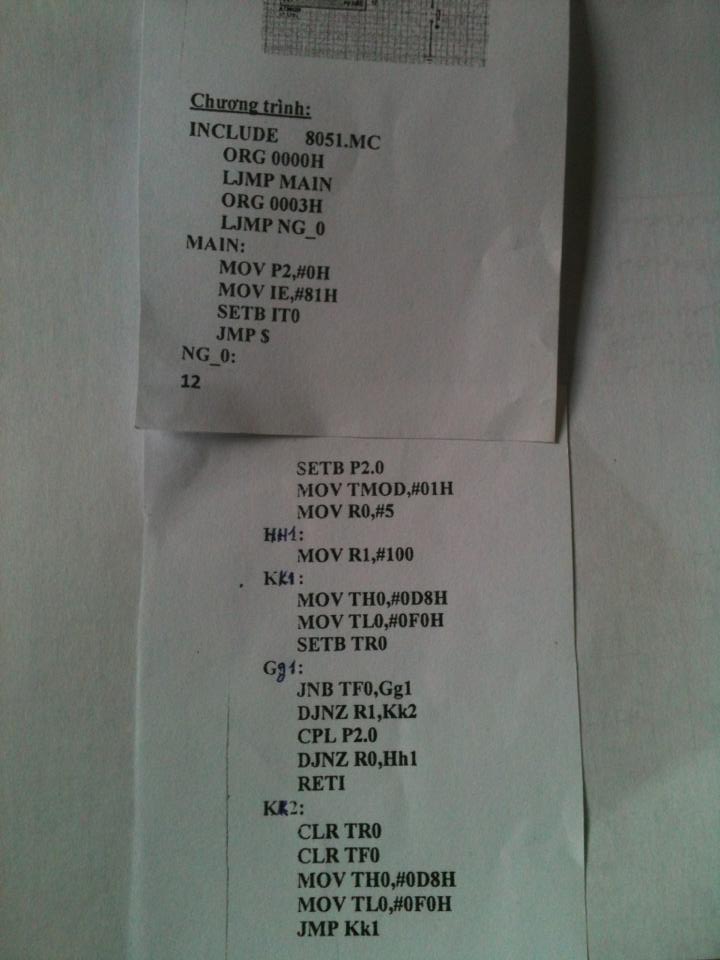 Chương trình:
INCLUDE 8051.MC
ORG 0000H
LJMP MAIN
ORG 0003H
LJMP NG_0
MAIN:
MOV P2,#0H
MOV IE,#81H
SETB IT0
JMP $
NG_0:
12
SETB P2.0
MOV TMOD,#01H
MOV R0,#5
HH1:
MOV R1,#100
KK1:
MOV TH0,#0D8H
MOV TL0,#0F0H
SETB TR0
Gg1:
JNB TF0,Gg1
DJNZ R1,Kk2
CPL P2.0
DJNZ R0,Hh1
RETI
KK2:
CLR TR0
CLR TF0
MOV TH0,#0D8H
MOV TL0,#0F0H
JMP Kk1